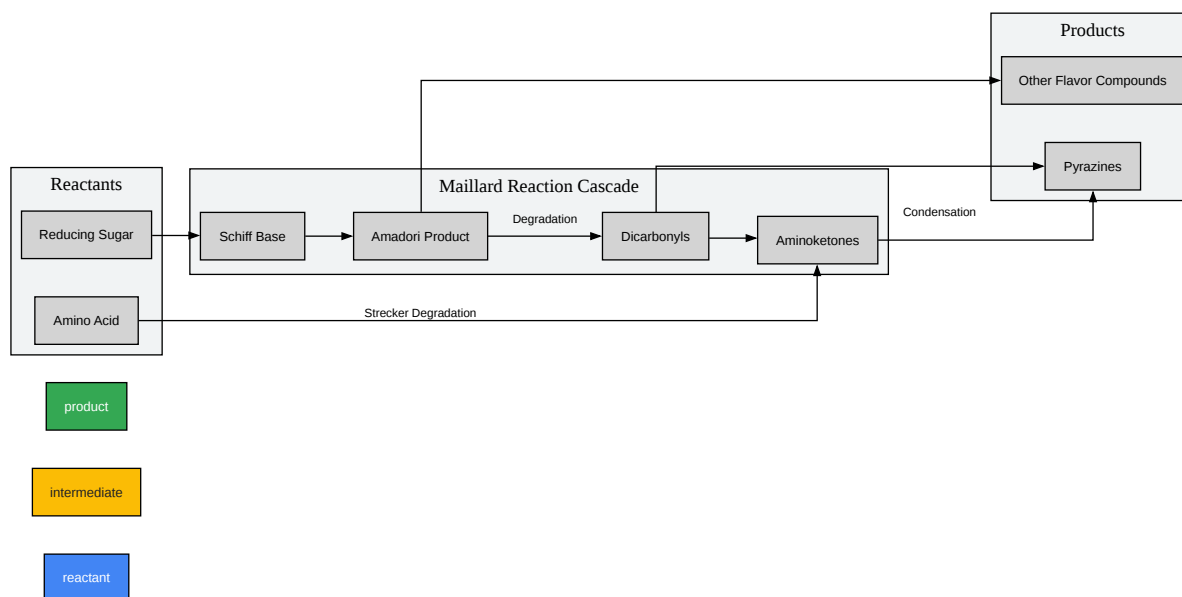 Products
Other Flavor Compounds
Reactants
Maillard Reaction Cascade
Pyrazines
Reducing Sugar
Schiff Base
Amadori Product
Degradation
Dicarbonyls
Aminoketones
Condensation
Amino Acid
Strecker Degradation
product
intermediate
reactant